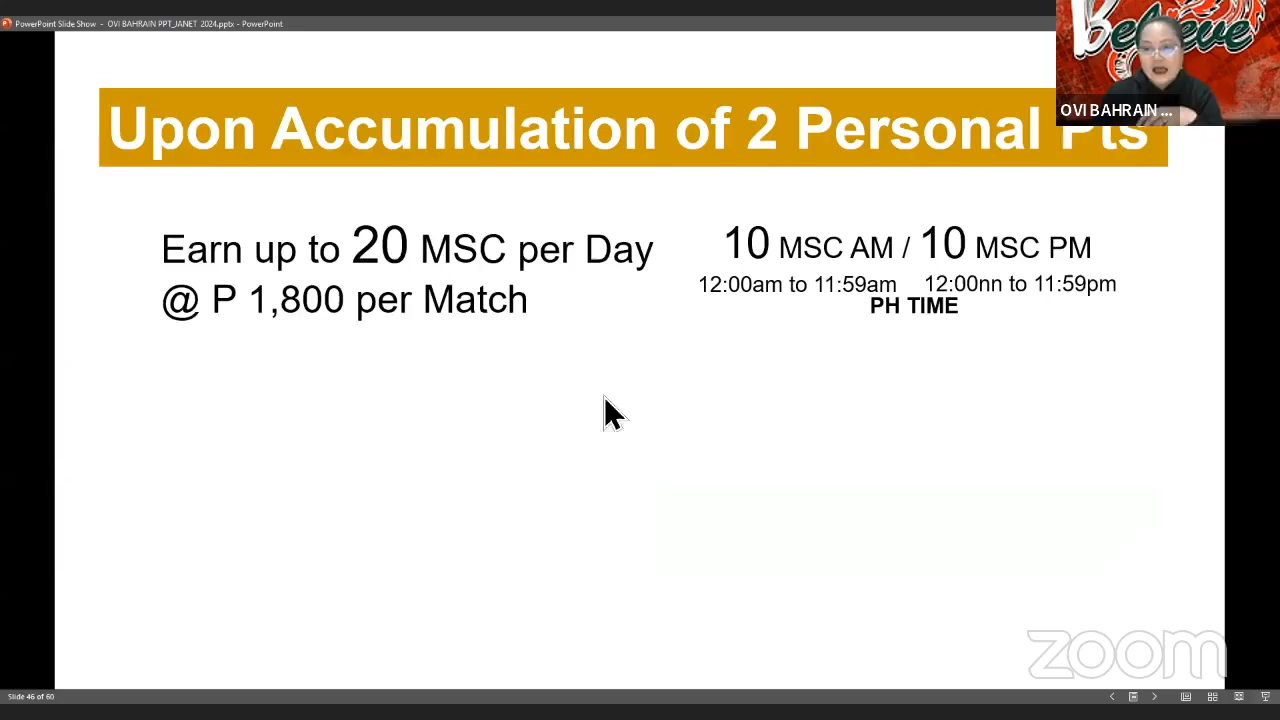 PowerPoint Slide Show - OVI BAHRAIN PPT_JANET 2024.pptx - PowerPoint
Believe
OVI BAHRAIN ...
Upon Accumulation of 2 Personal Pts
Earn up to 20 MSC per Day
@ P 1,800 per Match
10 MSC AM / 10 MSC PM
12:00am to 11:59am 12:00nn to 11:59pm
PH TIME
zoom
Slide 46 of 60